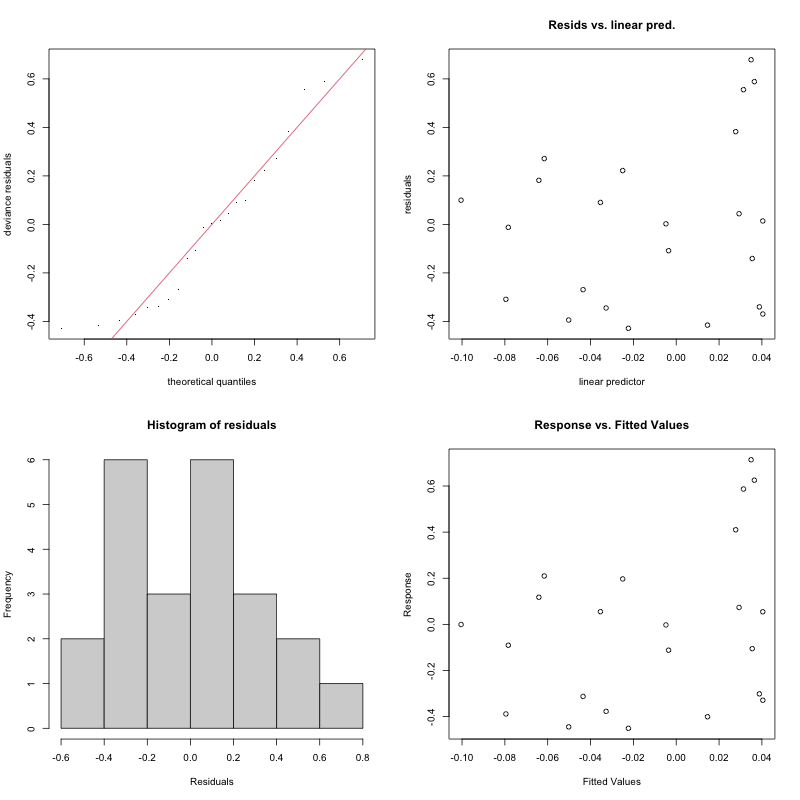 deviance residuals
-0.4 -0.2 0.0 0.2 0.4 0.6
-0.6 -0.4 -0.2 0.0 0.2 0.4 0.6
theoretical quantiles
Resids vs. linear pred.
residuals
-0.4 -0.2 0.0 0.2 0.4 0.6
-0.10 -0.08 -0.06 -0.04 -0.02 0.00 0.02 0.04
linear predictor
Histogram of residuals
Frequency
0 1 2 3 4 5 6
-0.6 -0.4 -0.2 0.0 0.2 0.4 0.6 0.8
Residuals
Response vs. Fitted Values
Response
-0.4 -0.2 0.0 0.2 0.4 0.6
-0.10 -0.08 -0.06 -0.04 -0.02 0.00 0.02 0.04
Fitted Values